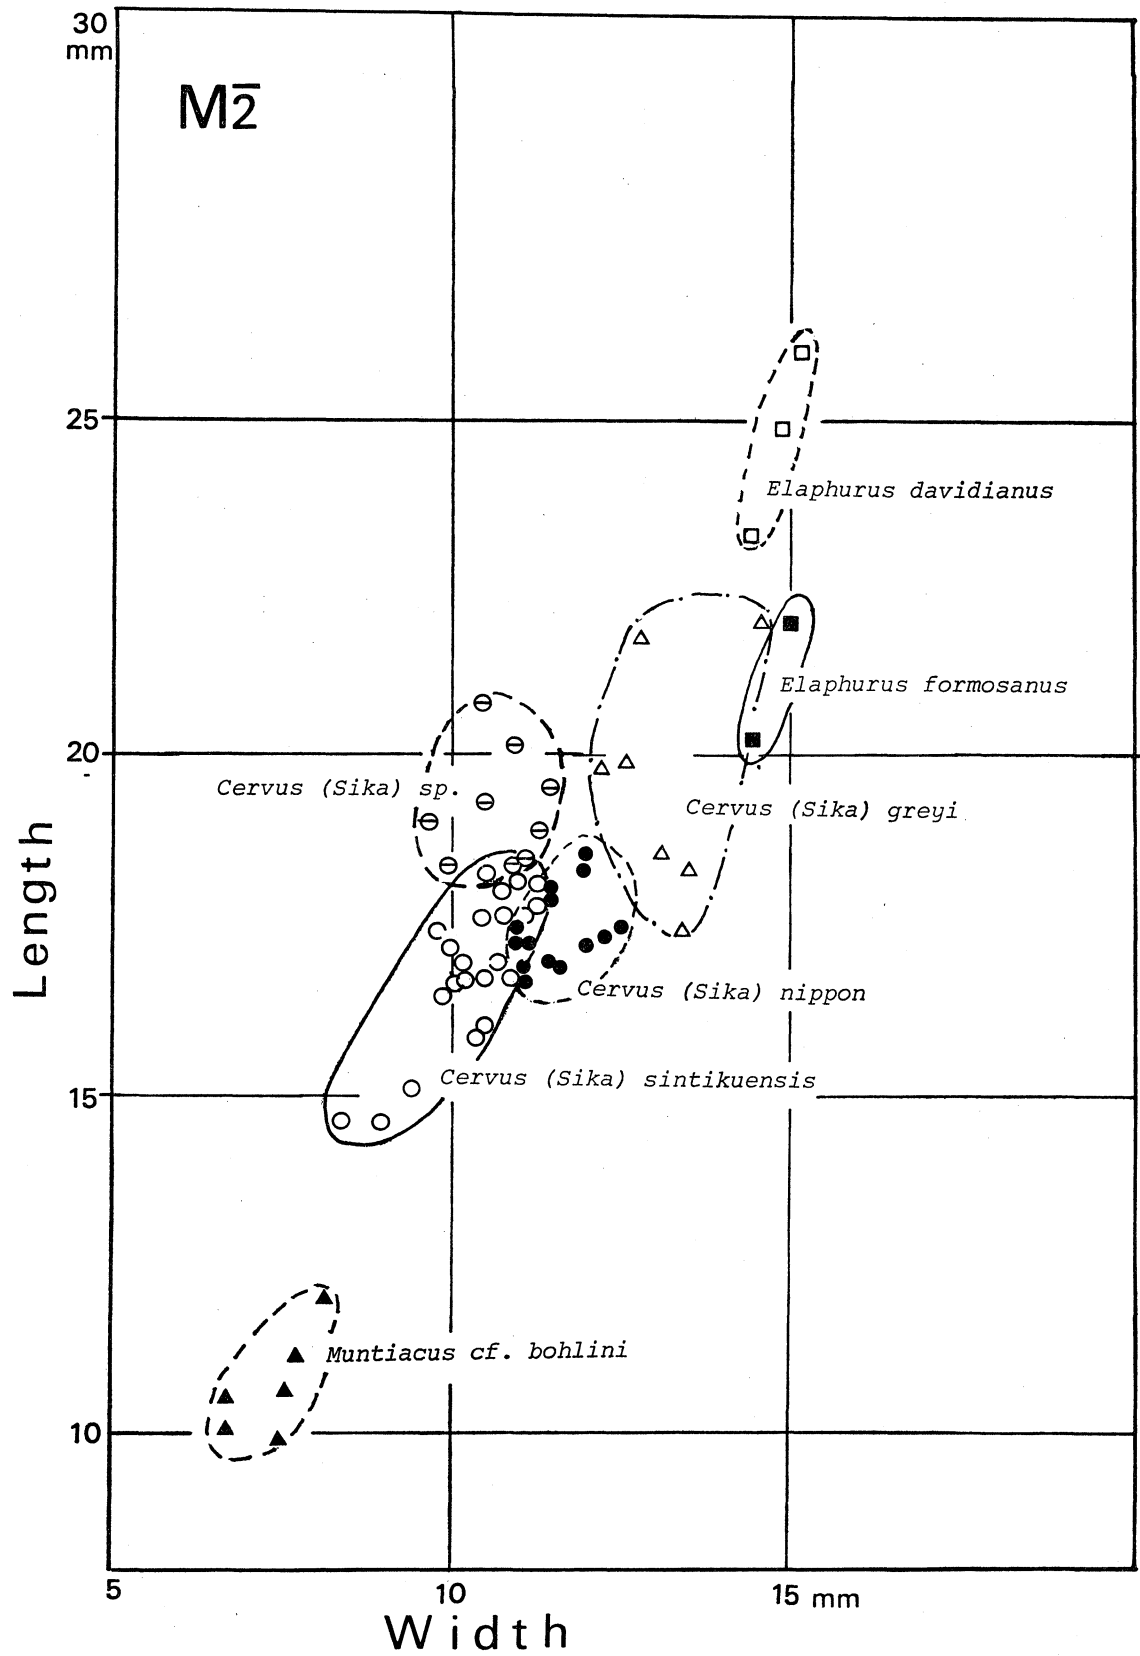 30
mm
M2̅
25
Elaphurus davidianus
Elaphurus formosanus
20
Cervus (Sika) sp.
Cervus (Sika) greyi
Length
Cervus (Sika) nippon
Cervus (Sika) sintikuensis
15
Muntiacus cf. bohlini
10
5 10 15 mm
Width